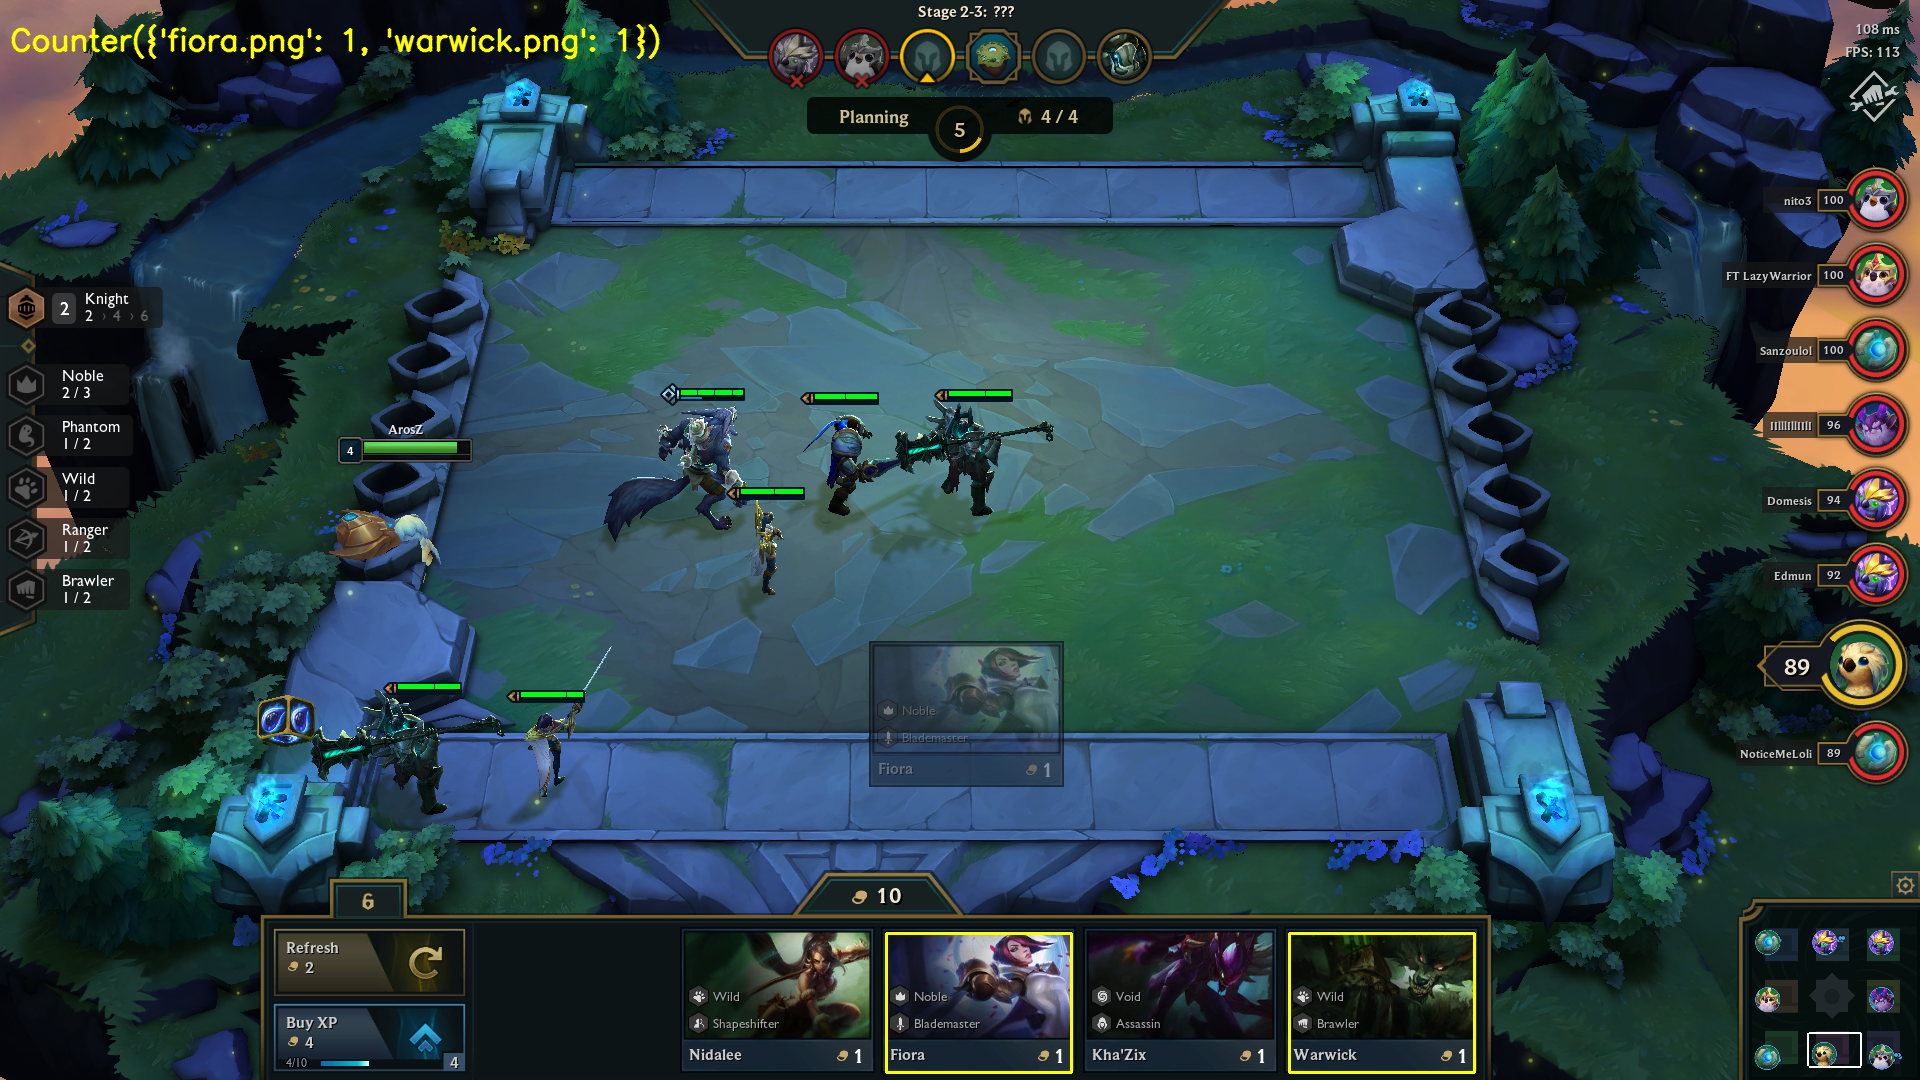 Stage 2-3: ???
Counter({'fiora.png': 1, 'warwick.png': 1})
108 ms
FPS: 113
Planning
5
4 / 4
nito3 100
FT LazyWarrior 100
Sanzoulol 100
96
Domesis 94
Edmun 92
89
NoticeMeLoli 89
2
Knight
2 › 4 › 6
Noble
2 / 3
Phantom
1 / 2
Wild
1 / 2
Ranger
1 / 2
Brawler
1 / 2
ArosZ
4
Noble
Blademaster
Fiora 1
6
10
Refresh
2
Buy XP
4
4/10
4
Wild
Shapeshifter
Nidalee 1
Noble
Blademaster
Fiora 1
Void
Assassin
Kha'Zix 1
Wild
Brawler
Warwick 1